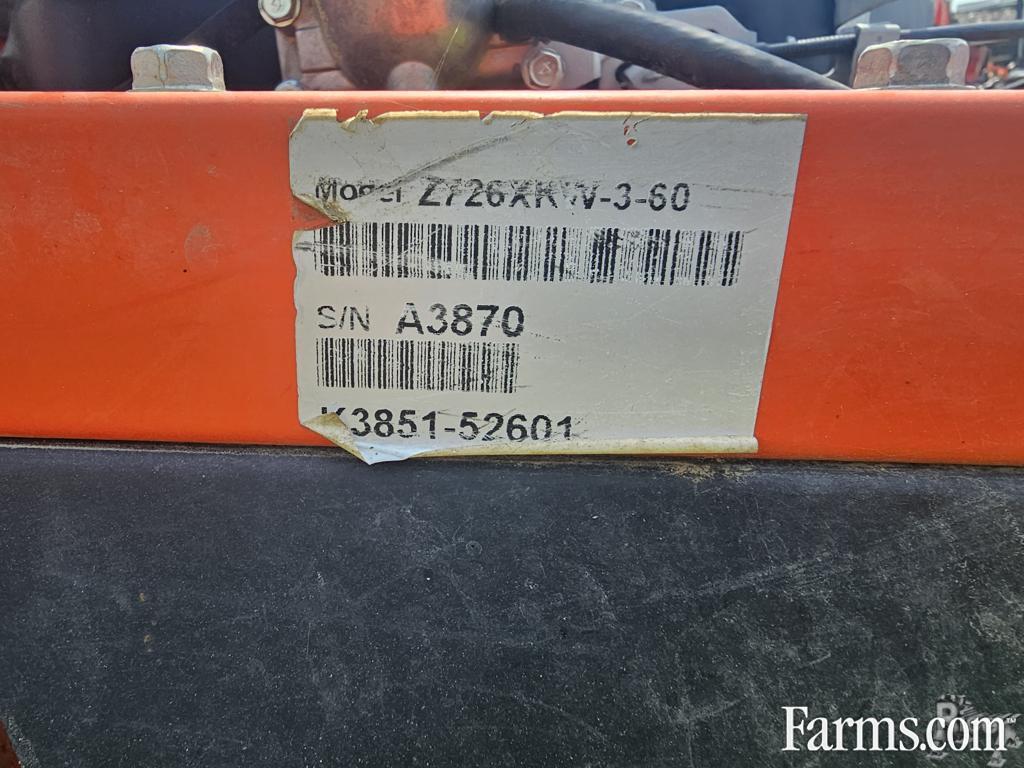 Model Z726XKW-3-60
S/N A3870
K3851-52601
Farms.com